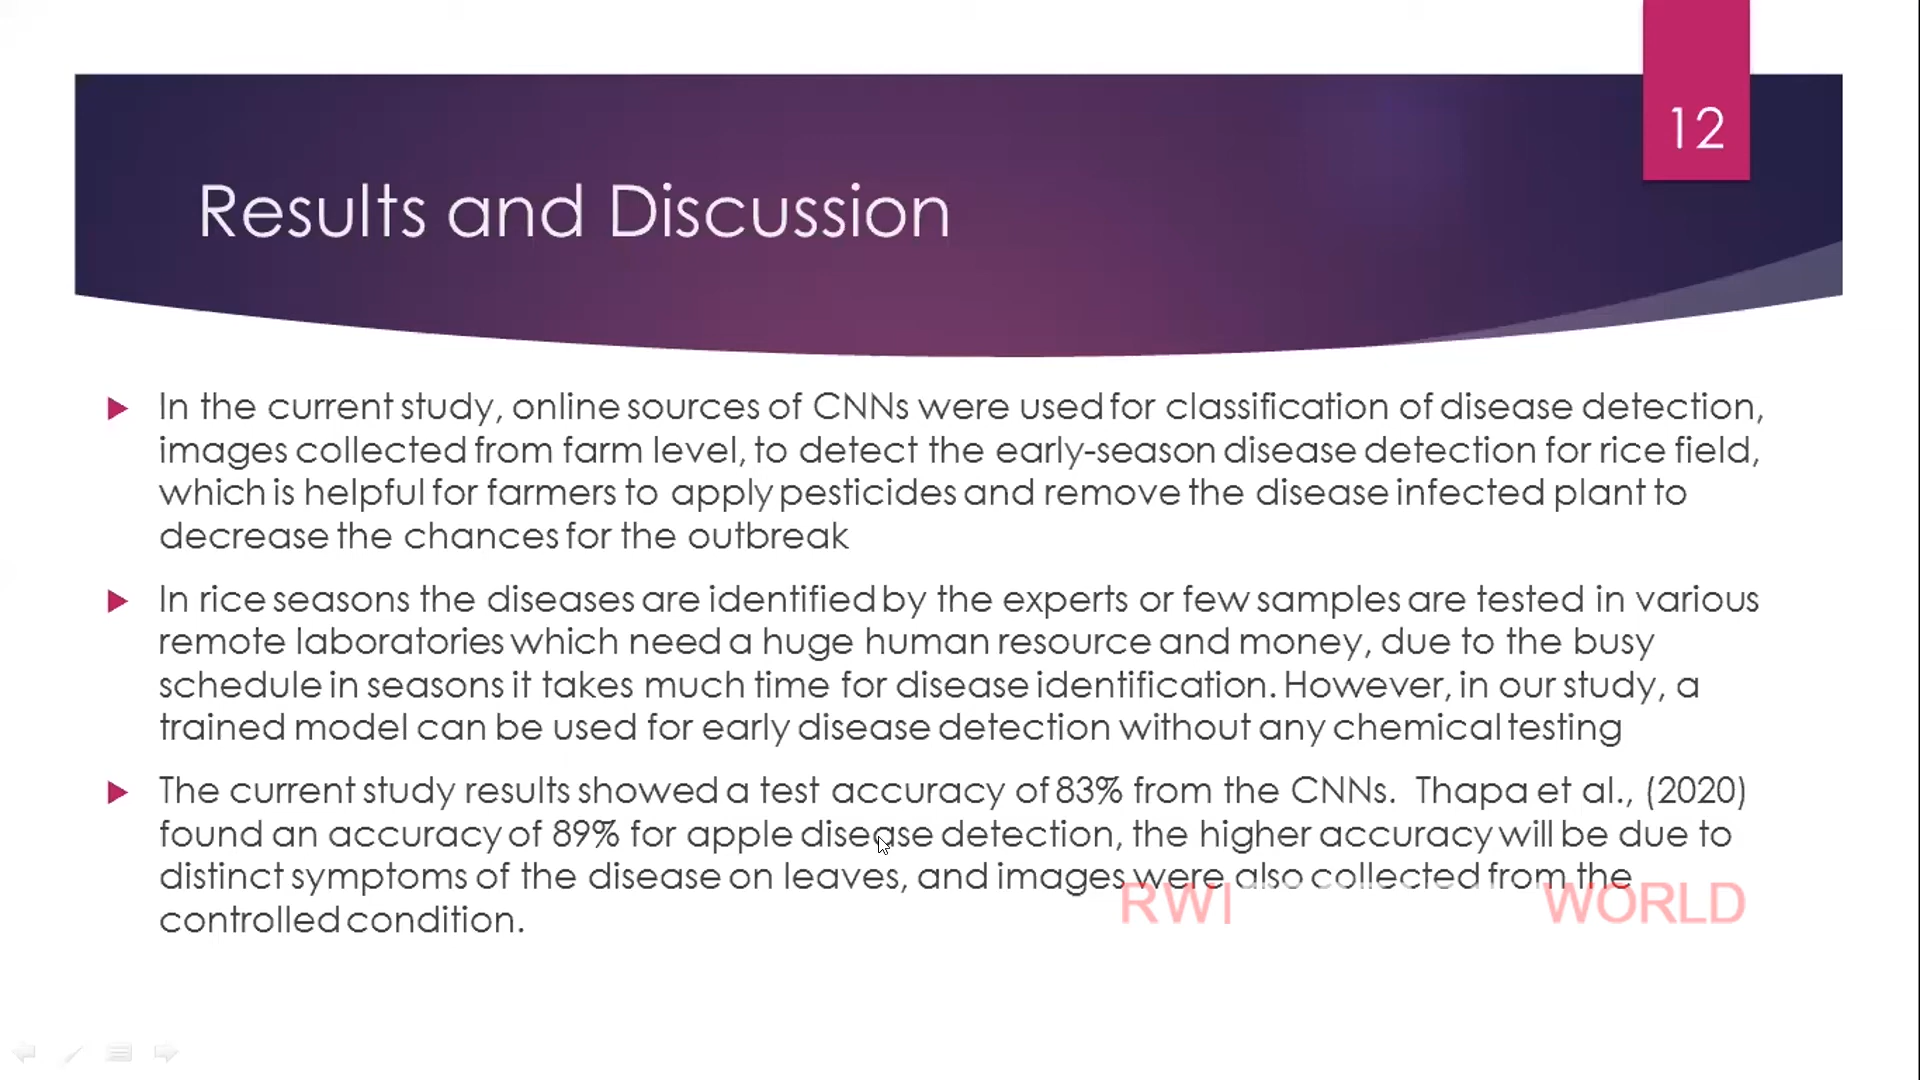 12
Results and Discussion
In the current study, online sources of CNNs were used for classification of disease detection,
images collected from farm level, to detect the early-season disease detection for rice field,
which is helpful for farmers to apply pesticides and remove the disease infected plant to
decrease the chances for the outbreak
In rice seasons the diseases are identified by the experts or few samples are tested in various
remote laboratories which need a huge human resource and money, due to the busy
schedule in seasons it takes much time for disease identification. However, in our study, a
trained model can be used for early disease detection without any chemical testing
The current study results showed a test accuracy of 83% from the CNNs. Thapa et al., (2020)
found an accuracy of 89% for apple disease detection, the higher accuracy will be due to
distinct symptoms of the disease on leaves, and images were also collected from the
controlled condition.
RWI WORLD